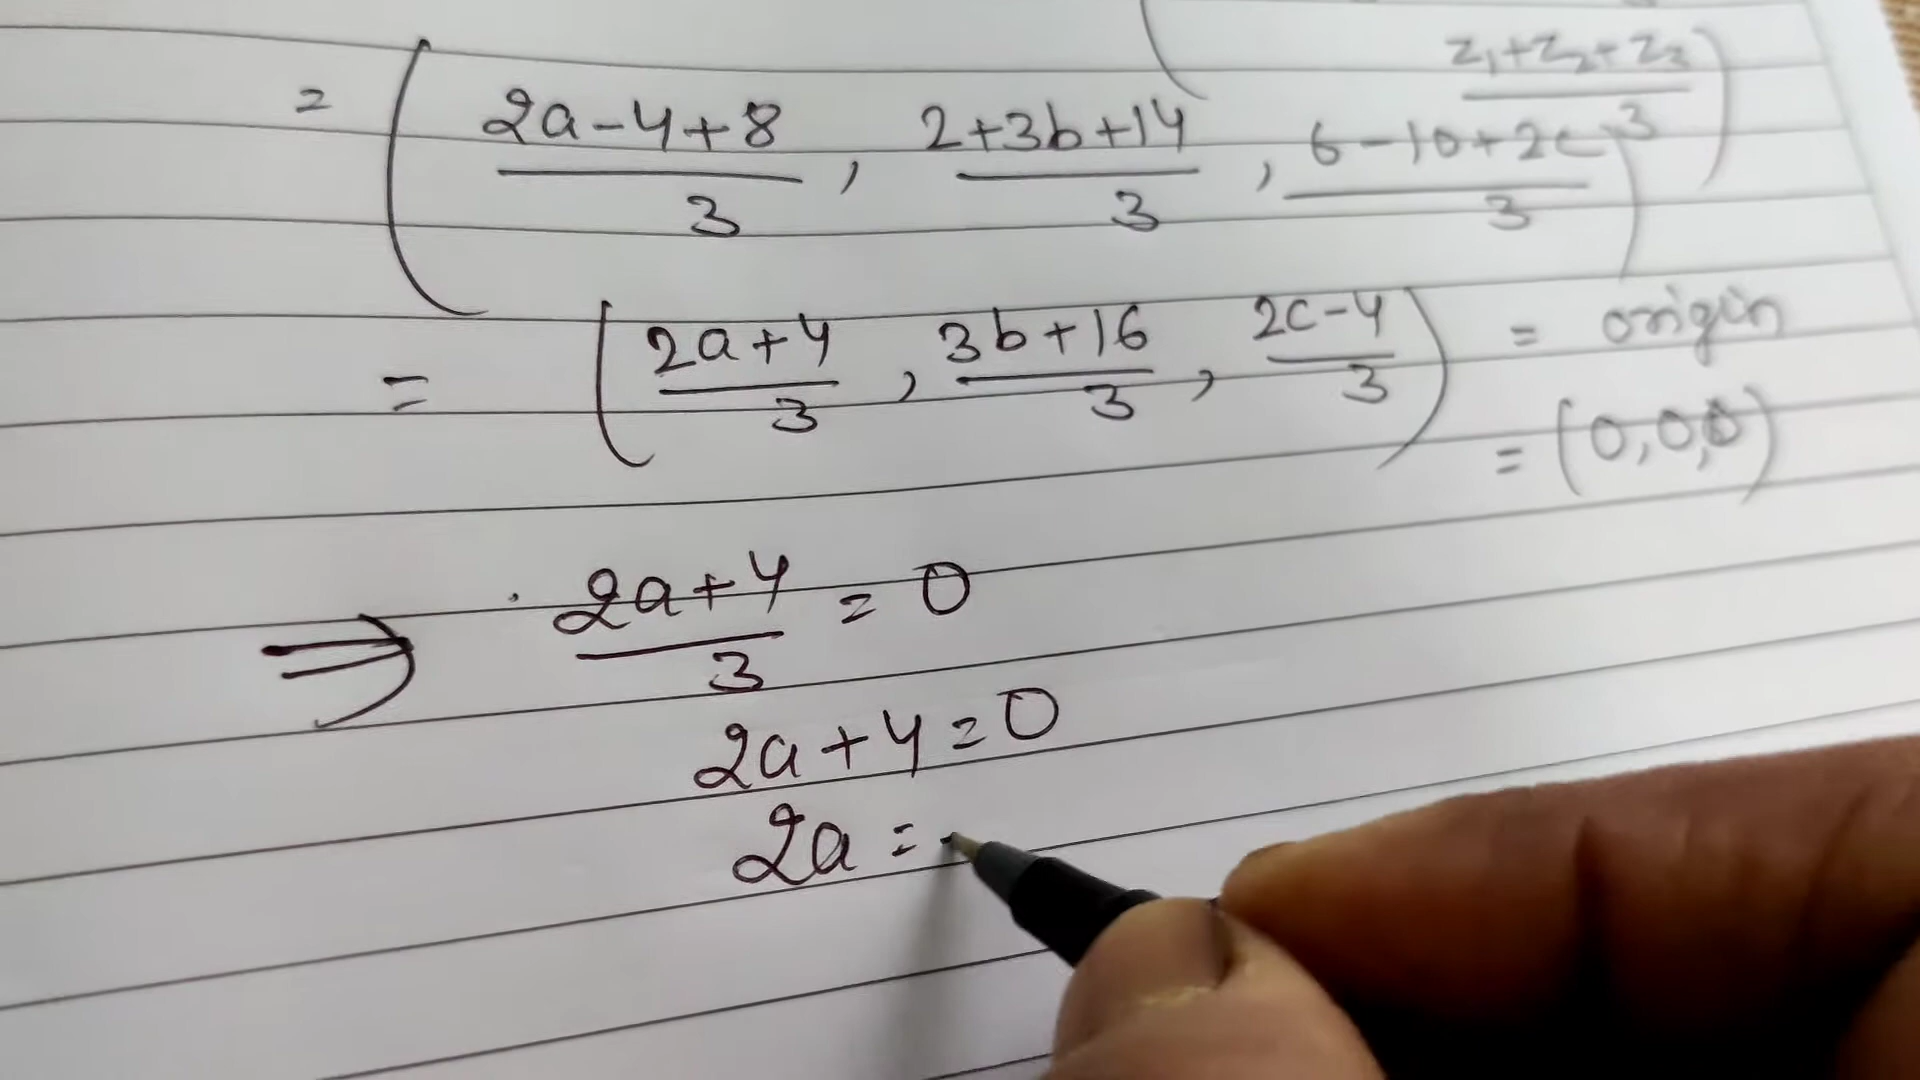 z₁+z₂+z₃ / 3 )
= ( 2a-4+8 / 3 , 2+3b+14 / 3 , 6-10+2c / 3 )
= ( 2a+4 / 3 , 3b+16 / 3 , 2c-4 / 3 ) = origin
= (0,0,0)
⇒ 2a+4 / 3 = 0
2a+4=0
2a = -